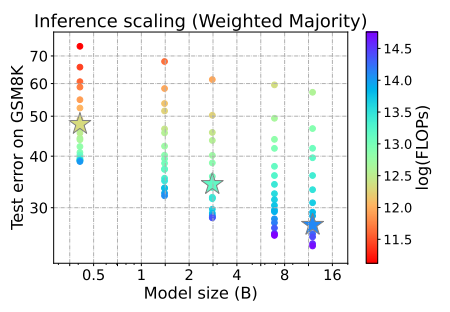 Inference scaling (Weighted Majority)
Test error on GSM8K
70
60
50
40
30
0.5 1 2 4 8 16
Model size (B)
14.5
14.0
13.5
13.0
12.5
12.0
11.5
log(FLOPs)